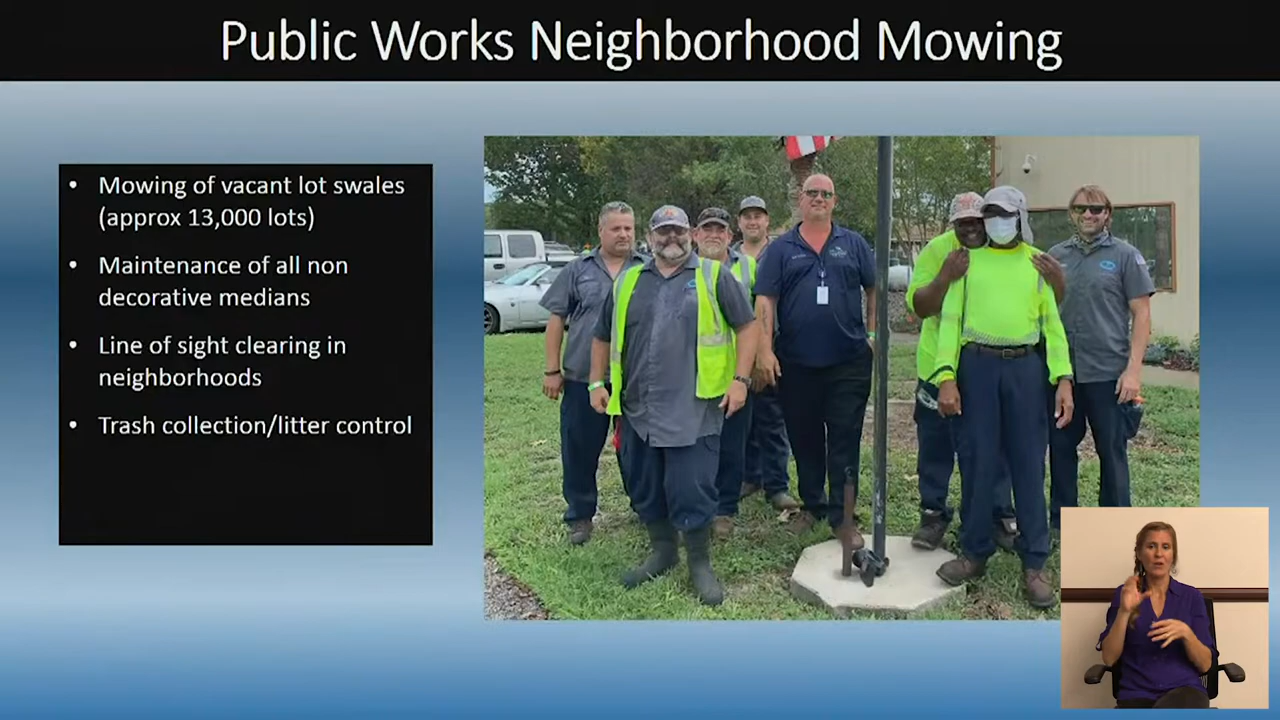 Public Works Neighborhood Mowing
• Mowing of vacant lot swales
(approx 13,000 lots)
• Maintenance of all non
decorative medians
• Line of sight clearing in
neighborhoods
• Trash collection/litter control